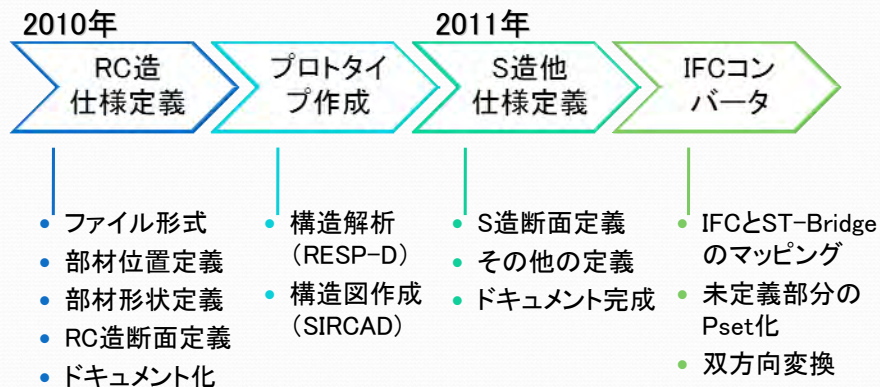 2010年
2011年
RC造
仕様定義
プロトタイ
プ作成
S造他
仕様定義
IFCコン
バータ
• ファイル形式
• 部材位置定義
• 部材形状定義
• RC造断面定義
• ドキュメント化
• 構造解析
（RESP-D）
• 構造図作成
（SIRCAD）
• S造断面定義
• その他の定義
• ドキュメント完成
• IFCとST-Bridge
のマッピング
• 未定義部分の
Pset化
• 双方向変換